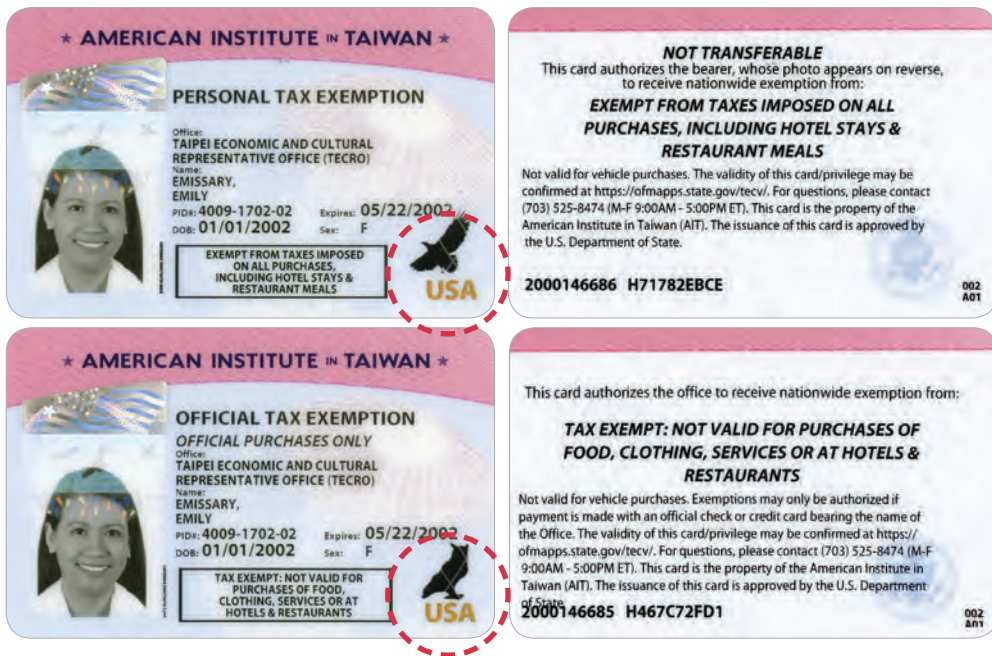 ★ AMERICAN INSTITUTE IN TAIWAN ★
PERSONAL TAX EXEMPTION
Office:
TAIPEI ECONOMIC AND CULTURAL
REPRESENTATIVE OFFICE (TECRO)
Name:
EMISSARY,
EMILY
PID#: 4009-1702-02 Expires: 05/22/2002
DOB: 01/01/2002 Sex: F
EXEMPT FROM TAXES IMPOSED
ON ALL PURCHASES,
INCLUDING HOTEL STAYS &
RESTAURANT MEALS
USA
NOT TRANSFERABLE
This card authorizes the bearer, whose photo appears on reverse,
to receive nationwide exemption from:
EXEMPT FROM TAXES IMPOSED ON ALL
PURCHASES, INCLUDING HOTEL STAYS &
RESTAURANT MEALS
Not valid for vehicle purchases. The validity of this card/privilege may be
confirmed at https://ofmapps.state.gov/tecv/. For questions, please contact
(703) 525-8474 (M-F 9:00AM - 5:00PM ET). This card is the property of the
American Institute in Taiwan (AIT). The issuance of this card is approved by
the U.S. Department of State.
2000146686 H71782EBCE
002
A01
★ AMERICAN INSTITUTE IN TAIWAN ★
OFFICIAL TAX EXEMPTION
OFFICIAL PURCHASES ONLY
Office:
TAIPEI ECONOMIC AND CULTURAL
REPRESENTATIVE OFFICE (TECRO)
Name:
EMISSARY,
EMILY
PID#: 4009-1702-02 Expires: 05/22/2002
DOB: 01/01/2002 Sex: F
TAX EXEMPT: NOT VALID FOR
PURCHASES OF FOOD,
CLOTHING, SERVICES OR AT
HOTELS & RESTAURANTS
USA
This card authorizes the office to receive nationwide exemption from:
TAX EXEMPT: NOT VALID FOR PURCHASES OF
FOOD, CLOTHING, SERVICES OR AT HOTELS &
RESTAURANTS
Not valid for vehicle purchases. Exemptions may only be authorized if
payment is made with an official check or credit card bearing the name of
the Office. The validity of this card/privilege may be confirmed at https://
ofmapps.state.gov/tecv/. For questions, please contact (703) 525-8474 (M-F
9:00AM - 5:00PM ET). This card is the property of the American Institute in
Taiwan (AIT). The issuance of this card is approved by the U.S. Department
of State.
2000146685 H467C72FD1
002
A01